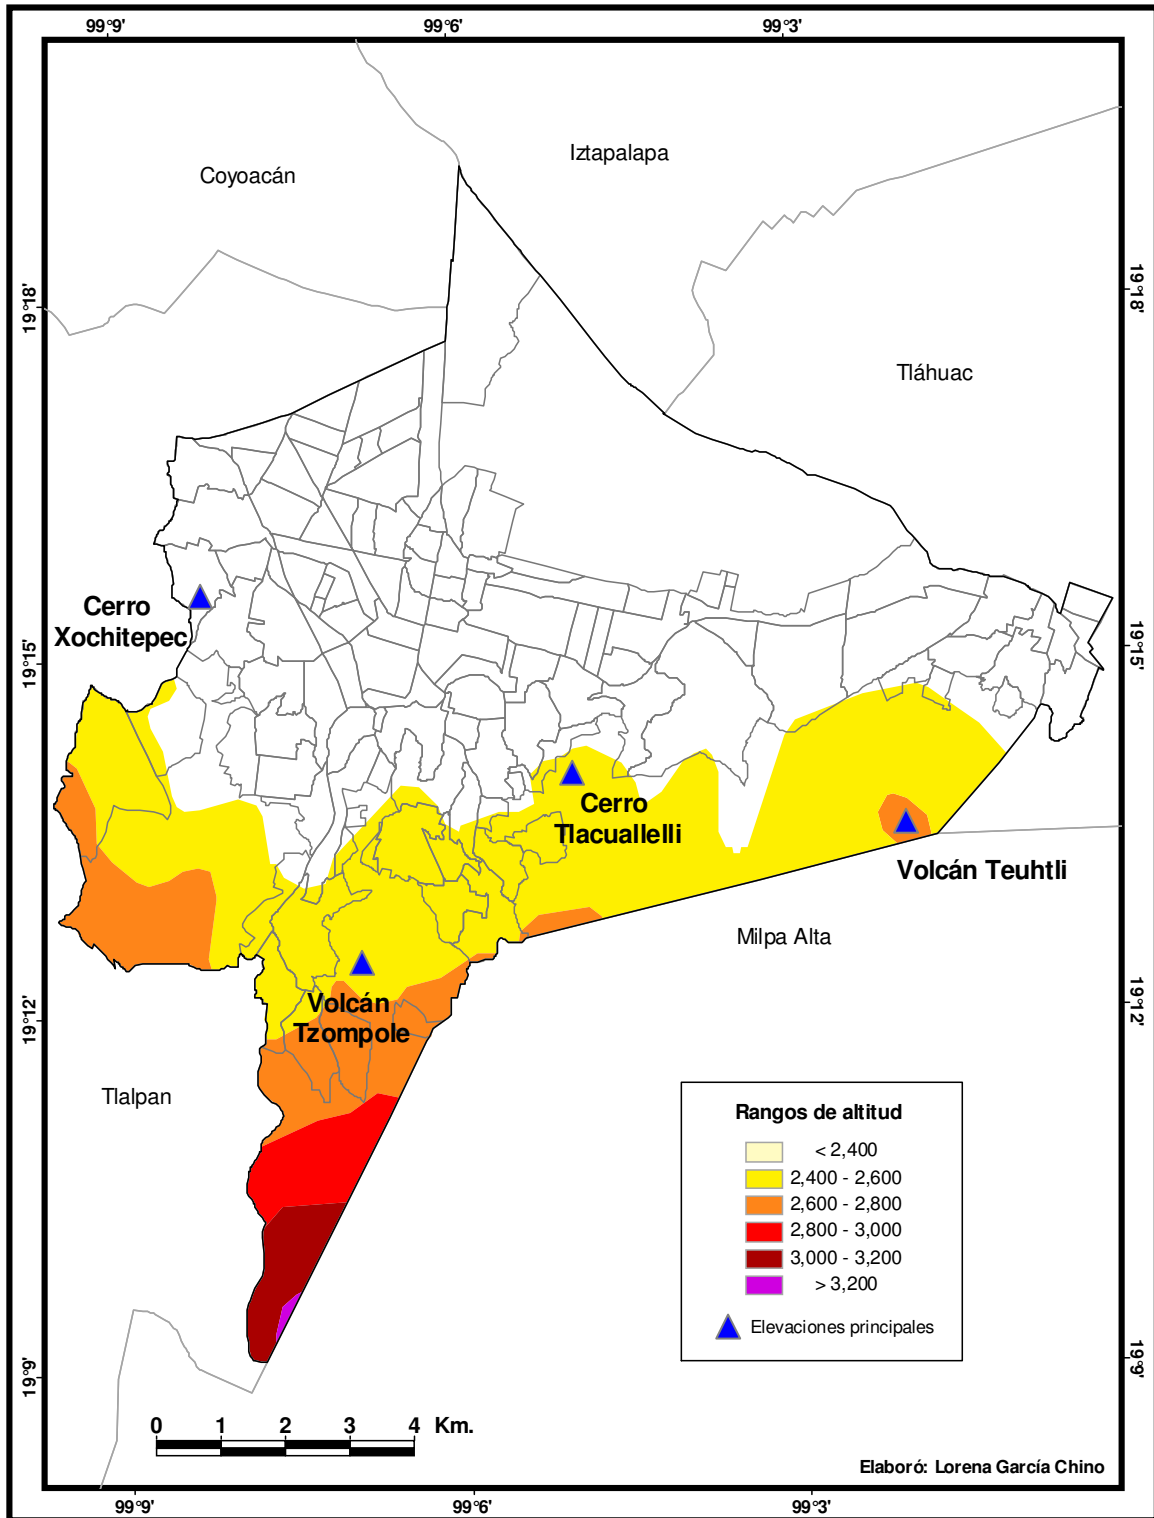 99°9'
99°6'
99°3'
Iztapalapa
Coyoacán
19°18'
19°18'
Tláhuac
Cerro
Xochitepec
19°15'
19°15'
Cerro
Tlacuallelli
Volcán Teuhtli
Milpa Alta
Volcán
Tzompole
19°12'
19°12'
Tlalpan
Rangos de altitud
< 2,400
2,400 - 2,600
2,600 - 2,800
2,800 - 3,000
3,000 - 3,200
> 3,200
Elevaciones principales
19°9'
19°9'
0 1 2 3 4 Km.
Elaboró: Lorena García Chino
99°9'
99°6'
99°3'